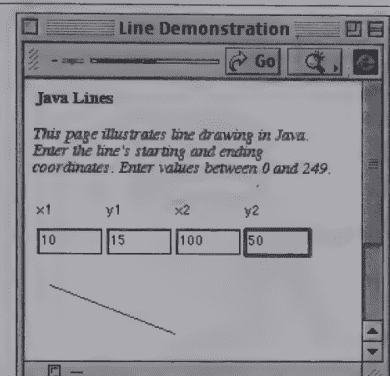 Line Demonstration
Go
Java Lines
This page illustrates line drawing in Java.
Enter the line's starting and ending
coordinates. Enter values between 0 and 249.
x1 y1 x2 y2
10 15 100 50